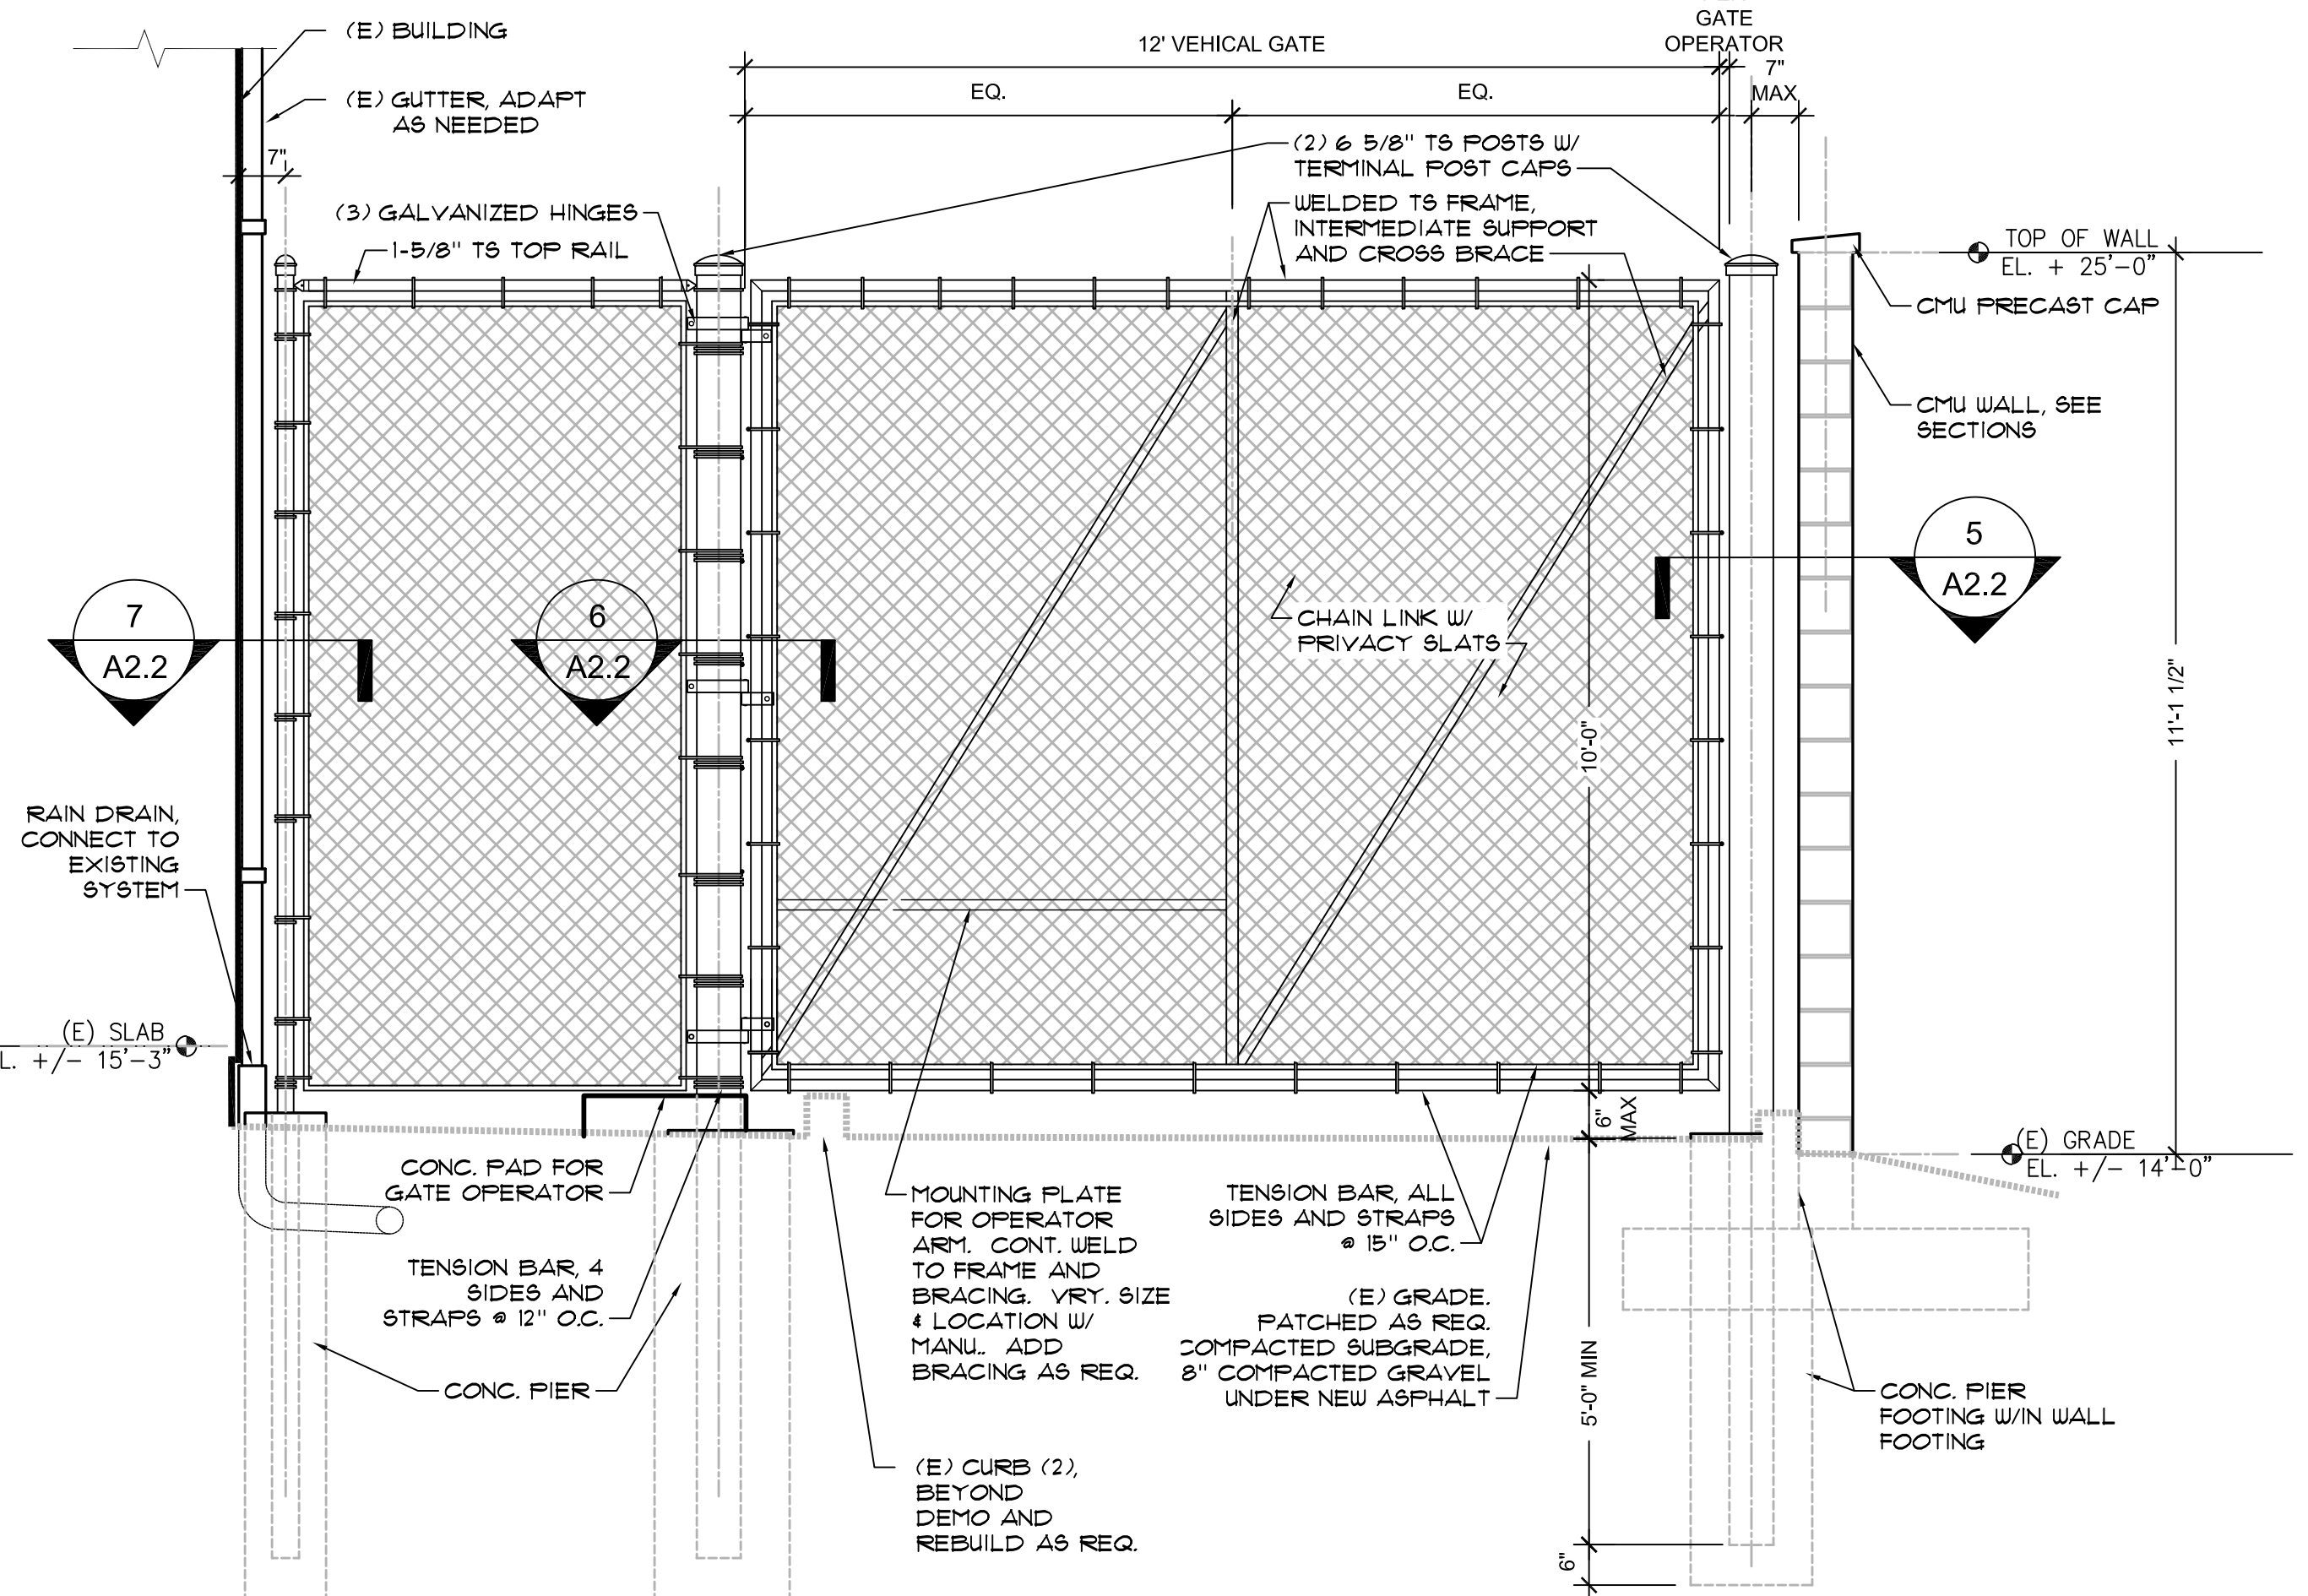 (E) BUILDING
(E) GUTTER, ADAPT
AS NEEDED
7"
(3) GALVANIZED HINGES
1-5/8" TS TOP RAIL
12' VEHICAL GATE
GATE
OPERATOR
7"
MAX
EQ.
EQ.
(2) 6 5/8" TS POSTS W/
TERMINAL POST CAPS
WELDED TS FRAME,
INTERMEDIATE SUPPORT
AND CROSS BRACE
TOP OF WALL
EL. + 25'-0"
CMU PRECAST CAP
CMU WALL, SEE
SECTIONS
5
A2.2
7
A2.2
6
A2.2
CHAIN LINK W/
PRIVACY SLATS
10'-0"
11'-1 1/2"
RAIN DRAIN,
CONNECT TO
EXISTING
SYSTEM
(E) SLAB
L. +/- 15'-3"
6"
MAX
(E) GRADE
EL. +/- 14'-0"
CONC. PAD FOR
GATE OPERATOR
TENSION BAR, 4
SIDES AND
STRAPS @ 12" O.C.
CONC. PIER
MOUNTING PLATE
FOR OPERATOR
ARM. CONT. WELD
TO FRAME AND
BRACING. VRY. SIZE
& LOCATION W/
MANU.. ADD
BRACING AS REQ.
(E) CURB (2),
BEYOND
DEMO AND
REBUILD AS REQ.
TENSION BAR, ALL
SIDES AND STRAPS
@ 15" O.C.
(E) GRADE.
PATCHED AS REQ.
COMPACTED SUBGRADE,
8" COMPACTED GRAVEL
UNDER NEW ASPHALT
5'-0" MIN
6"
CONC. PIER
FOOTING W/IN WALL
FOOTING